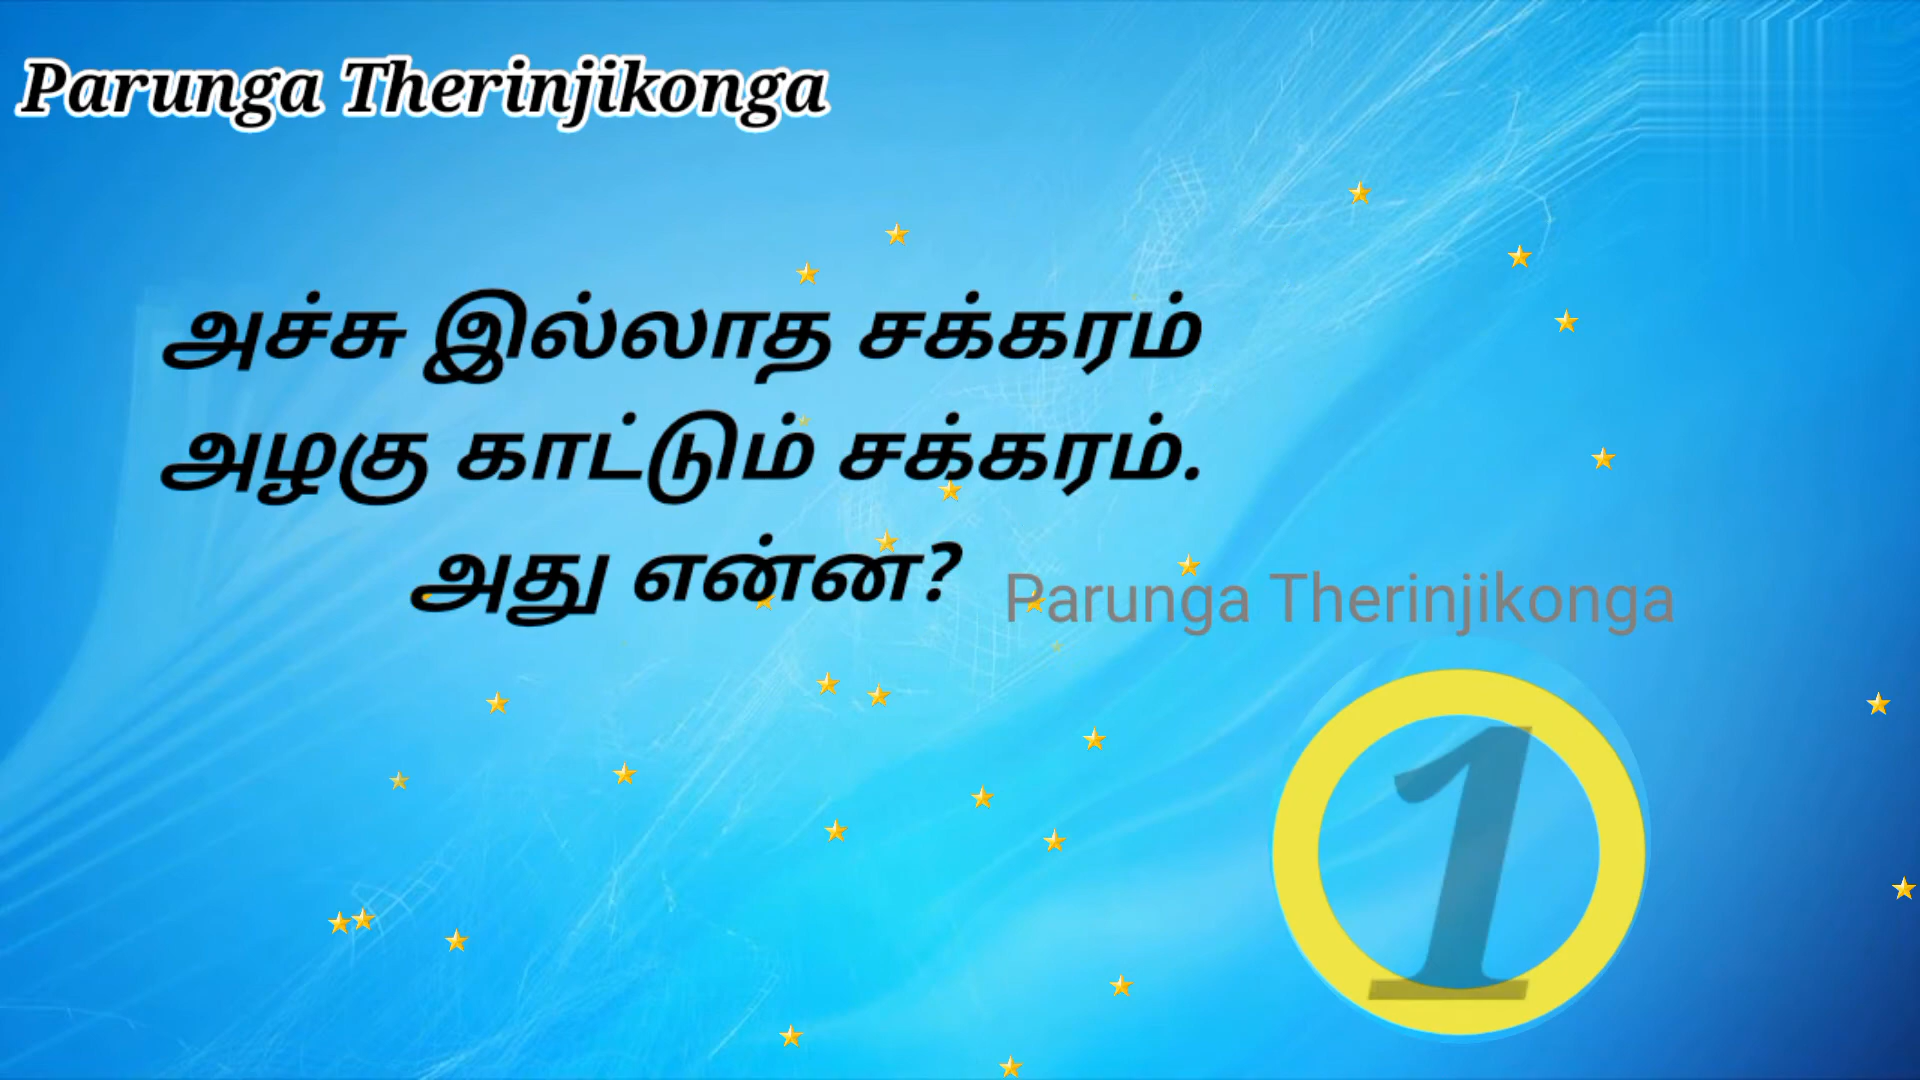 Parunga Therinjikonga
அச்சு இல்லாத சக்கரம்
அழகு காட்டும் சக்கரம்.
அது என்ன?
Parunga Therinjikonga
1